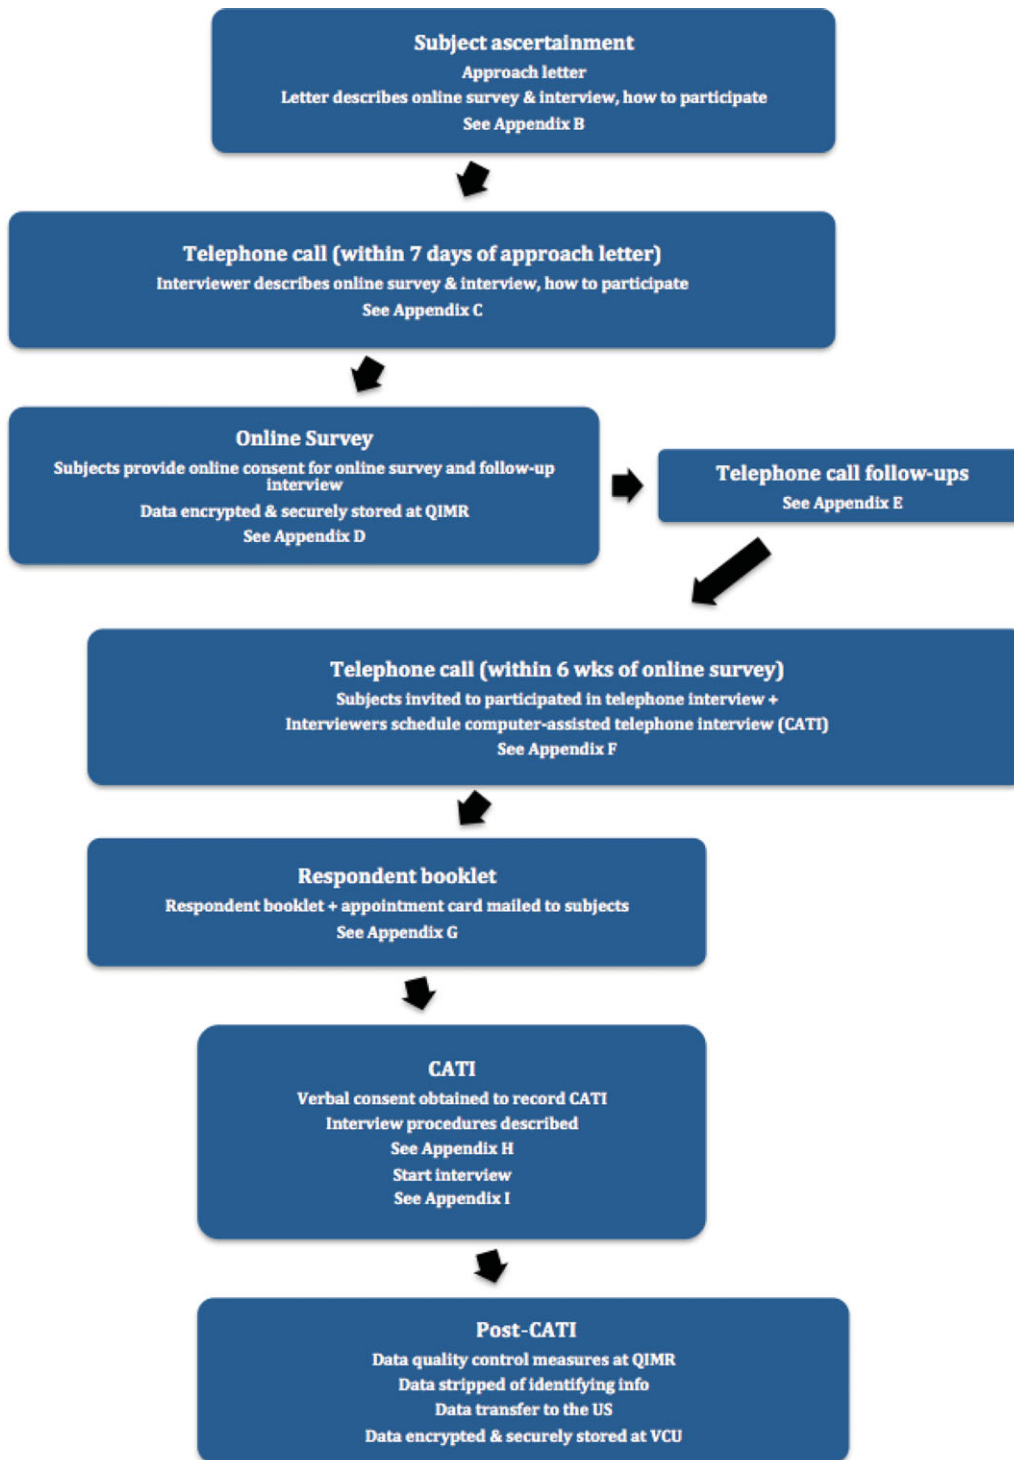 Subject ascertainment
Approach letter
Letter describes online survey & interview, how to participate
See Appendix B
Telephone call (within 7 days of approach letter)
Interviewer describes online survey & interview, how to participate
See Appendix C
Online Survey
Subjects provide online consent for online survey and follow-up
interview
Data encrypted & securely stored at QIMR
See Appendix D
Telephone call follow-ups
See Appendix E
Telephone call (within 6 wks of online survey)
Subjects invited to participated in telephone interview +
Interviewers schedule computer-assisted telephone interview (CATI)
See Appendix F
Respondent booklet
Respondent booklet + appointment card mailed to subjects
See Appendix G
CATI
Verbal consent obtained to record CATI
Interview procedures described
See Appendix H
Start interview
See Appendix I
Post-CATI
Data quality control measures at QIMR
Data stripped of identifying info
Data transfer to the US
Data encrypted & securely stored at VCU